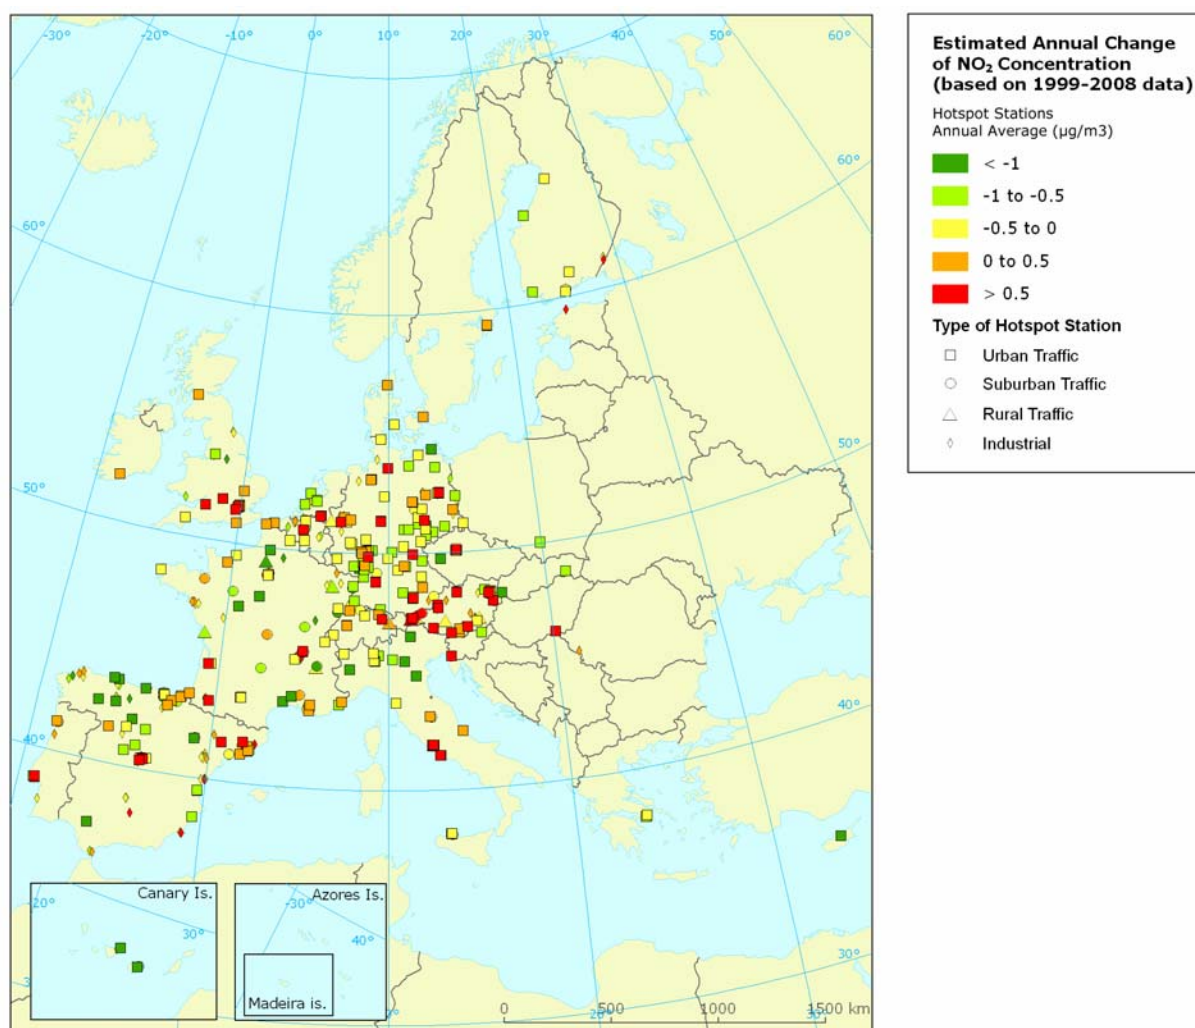 -30°
-20°
-10°
0°
10°
20°
30°
40°
50°
60°
60°
60°
50°
50°
40°
40°
30°
10°
20°
30°
Canary Is.
-20°
30°
Azores Is.
-30°
40°
Madeira is.
0
500
1000
1500 km
Estimated Annual Change
of NO₂ Concentration
(based on 1999-2008 data)
Hotspot Stations
Annual Average (µg/m3)
< -1
-1 to -0.5
-0.5 to 0
0 to 0.5
> 0.5
Type of Hotspot Station
Urban Traffic
Suburban Traffic
Rural Traffic
Industrial